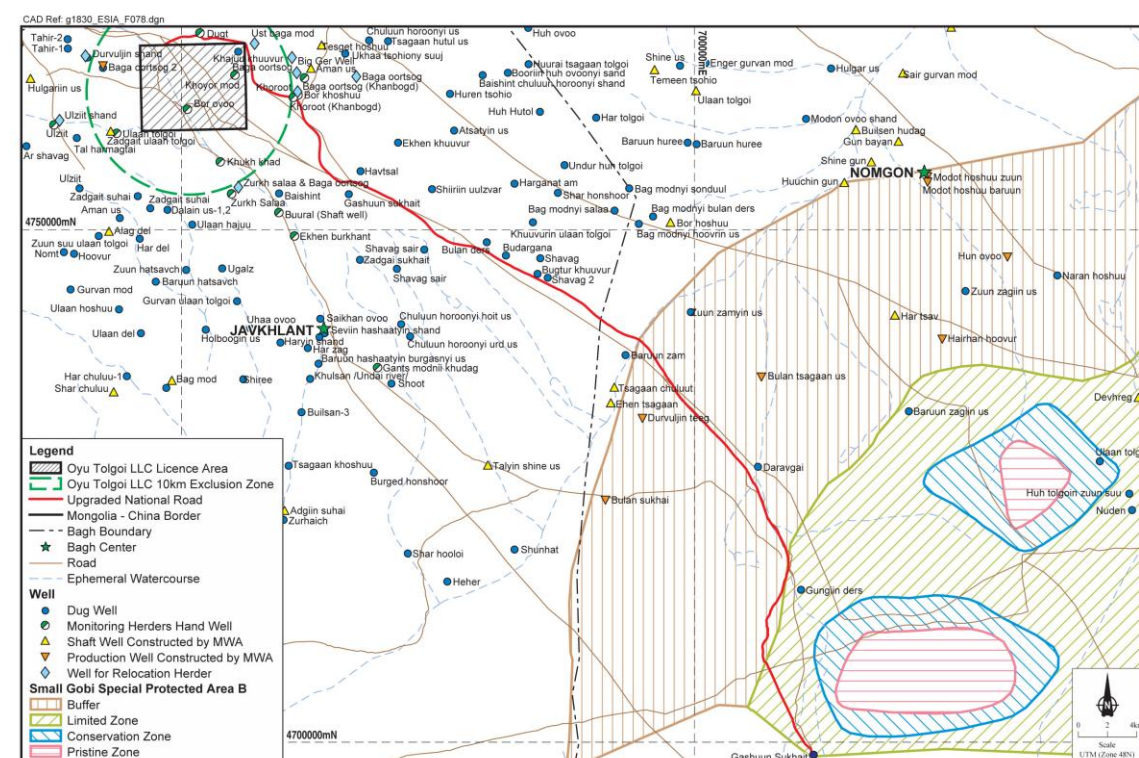 CAD Ref: g1830_ESIA_F078.dgn
Tahir-2
Tahir-1
Durvuljin shand
Baga oortsog 2
Hulgariin us
Dugt
Ust baga mod
Khajuu khuuvur
Baga oortsog
Khoyor mod
Khoroot
Bor ovoo
Big Ger Well
Aman us
Tesget hoshuu
Chuluun horoonyi us
Tsagaan hutul us
Ukhaa tsohiony suuj
Baga oortsog
Baga oortsog (Khanbogd)
Bor khoshuu
Khoroot (Khanbogd)
Huh ovoo
Huurai tsagaan tolgoi
Booriin huh ovoonyi sand
Baishint chuluun horoonyi shand
Huren tsohio
Huh Hutol
Har tolgoi
Atsatyin us
Ekhen khuuvur
700000mE
Shine us
Temeen tsohio
Enger gurvan mod
Ulaan tolgoi
Hulgar us
Sair gurvan mod
Modon ovoo shand
Builsen hudag
Gun bayan
Baruun huree
Baruun huree
Shine gun
NOMGON
Huuchin gun
Modot hoshuu zuun
Modot hoshuu baruun
Ulziit shand
Ulziit
Ulaan tolgoi
Zadgait ulaan tolgoi
Tal harmagtai
Ar shavag
Khukh khad
Undur huh tolgoi
Havtsal
Ulziit
Zadgait suhai
Zurkh salaa & Baga oortsog
Zurkh Salaa
Baishint
Gashuun sukhait
Shiriin uulzvar
Harganat am
Shar honshoor
Bag modnyi sonduul
4750000mN
Aman us
Zadgait suhai
Dalain us-1,2
Buural (Shaft well)
Bag modnyi salaa
Bag modnyi bulan ders
Bor hoshuu
Alag del
Ulaan hajuu
Khuuvurin ulaan tolgoi
Bag modnyi hoovrin us
Zuun suu ulaan tolgoi
Har del
Ekhen burkhant
Shavag sair
Bulan ders
Budargana
Nomt
Hoovur
Zadgai sukhait
Shavag
Hun ovoo
Zuun hatsavch
Ugalz
Shavag sair
Bugtur khuuvur
Shavag 2
Naran hoshuu
Baruun hatsavch
Gurvan mod
Zuun zagiin us
Gurvan ulaan tolgoi
Ulaan hoshuu
Zuun zamyin us
Har tsav
Uhaa ovoo
Saikhan ovoo
Chuluun horoonyi hoit us
JAVKHLANT
Seviin hashaatyin shand
Ulaan del
Holboogin us
Haryin shand
Chuluun horoonyi urd us
Hairhan hoovur
Har zag
Baruun zam
Baruun hashaatyin burgasnyi us
Gants modnii khudag
Har chuluu-1
Bag mod
Shiree
Khulsan /Undai river/
Shoot
Bulan tsagaan us
Shar chuluu
Tsagaan chuluut
Devhreg
Ehen tsagaan
Builsan-3
Durvuljin teeg
Baruun zagiin us
Legend
Oyu Tolgoi LLC Licence Area
Oyu Tolgoi LLC 10km Exclusion Zone
Upgraded National Road
Mongolia - China Border
Bagh Boundary
Bagh Center
Road
Ephemeral Watercourse
Well
Dug Well
Monitoring Herders Hand Well
Shaft Well Constructed by MWA
Production Well Constructed by MWA
Well for Relocation Herder
Small Gobi Special Protected Area B
Buffer
Limited Zone
Conservation Zone
Pristine Zone
Tsagaan khoshuu
Burged honshoor
Talyin shine us
Daravgai
Ulaan tolg
Bulan sukhai
Huh tolgoin zuun suu
Adgiin suhai
Zurhaich
Nuden
Shar hooloi
Shunhat
Heher
Gungiin ders
4700000mN
Gashuun Sukhait
N
0 2 4k
Scale
UTM (Zone 48N)